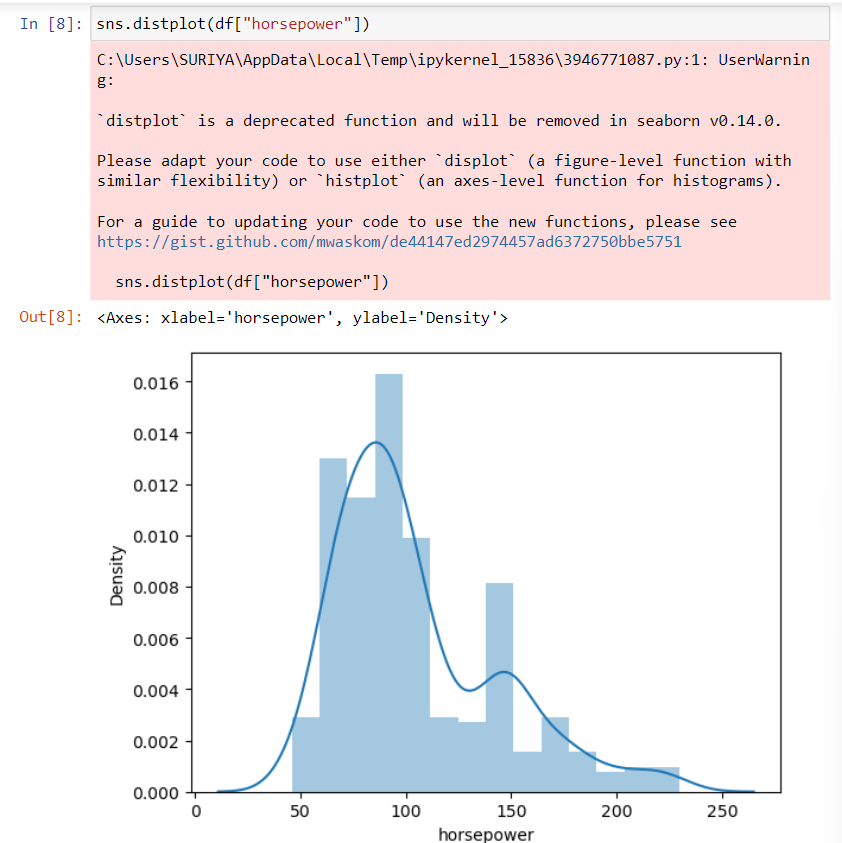 In [8]: sns.distplot(df["horsepower"])
C:\Users\SURIYA\AppData\Local\Temp\ipykernel_15836\3946771087.py:1: UserWarnin
g:
`distplot` is a deprecated function and will be removed in seaborn v0.14.0.
Please adapt your code to use either `displot` (a figure-level function with
similar flexibility) or `histplot` (an axes-level function for histograms).
For a guide to updating your code to use the new functions, please see
https://gist.github.com/mwaskom/de44147ed2974457ad6372750bbe5751
sns.distplot(df["horsepower"])
Out[8]: <Axes: xlabel='horsepower', ylabel='Density'>
0.016
0.014
0.012
0.010
0.008
0.006
0.004
0.002
0.000
Density
0 50 100 150 200 250
horsepower